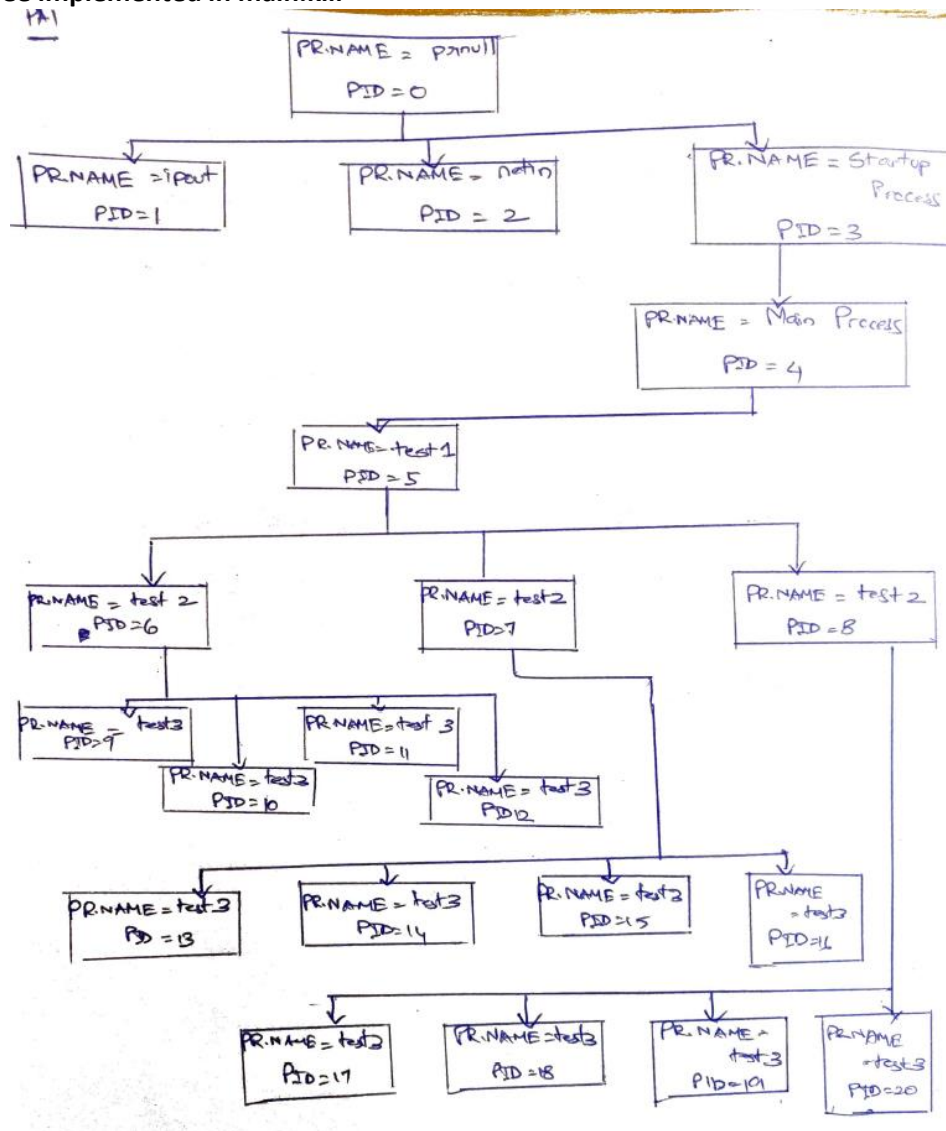 PR.NAME = prnull
PID = 0
PR.NAME = ipout
PID = 1
PR.NAME = netin
PID = 2
PR.NAME = Startup
Process
PID = 3
PR.NAME = Main Process
PID = 4
PR.NAME = test1
PID = 5
PR.NAME = test 2
PID = 6
PR.NAME = test2
PID = 7
PR.NAME = test2
PID = 8
PR.NAME = test3
PID = 9
PR.NAME = test3
PID = 10
PR.NAME = test 3
PID = 11
PR.NAME = test3
PID 12
PR.NAME = test3
PID = 13
PR.NAME = test3
PID = 14
PR.NAME = test3
PID = 15
PR.NAME
= test3
PR.NAME = test3
PID = 17
PR.NAME = test3
PID = 18
PR.NAME =
test3
PID = 19
PR.NAME
= test3
PID = 20